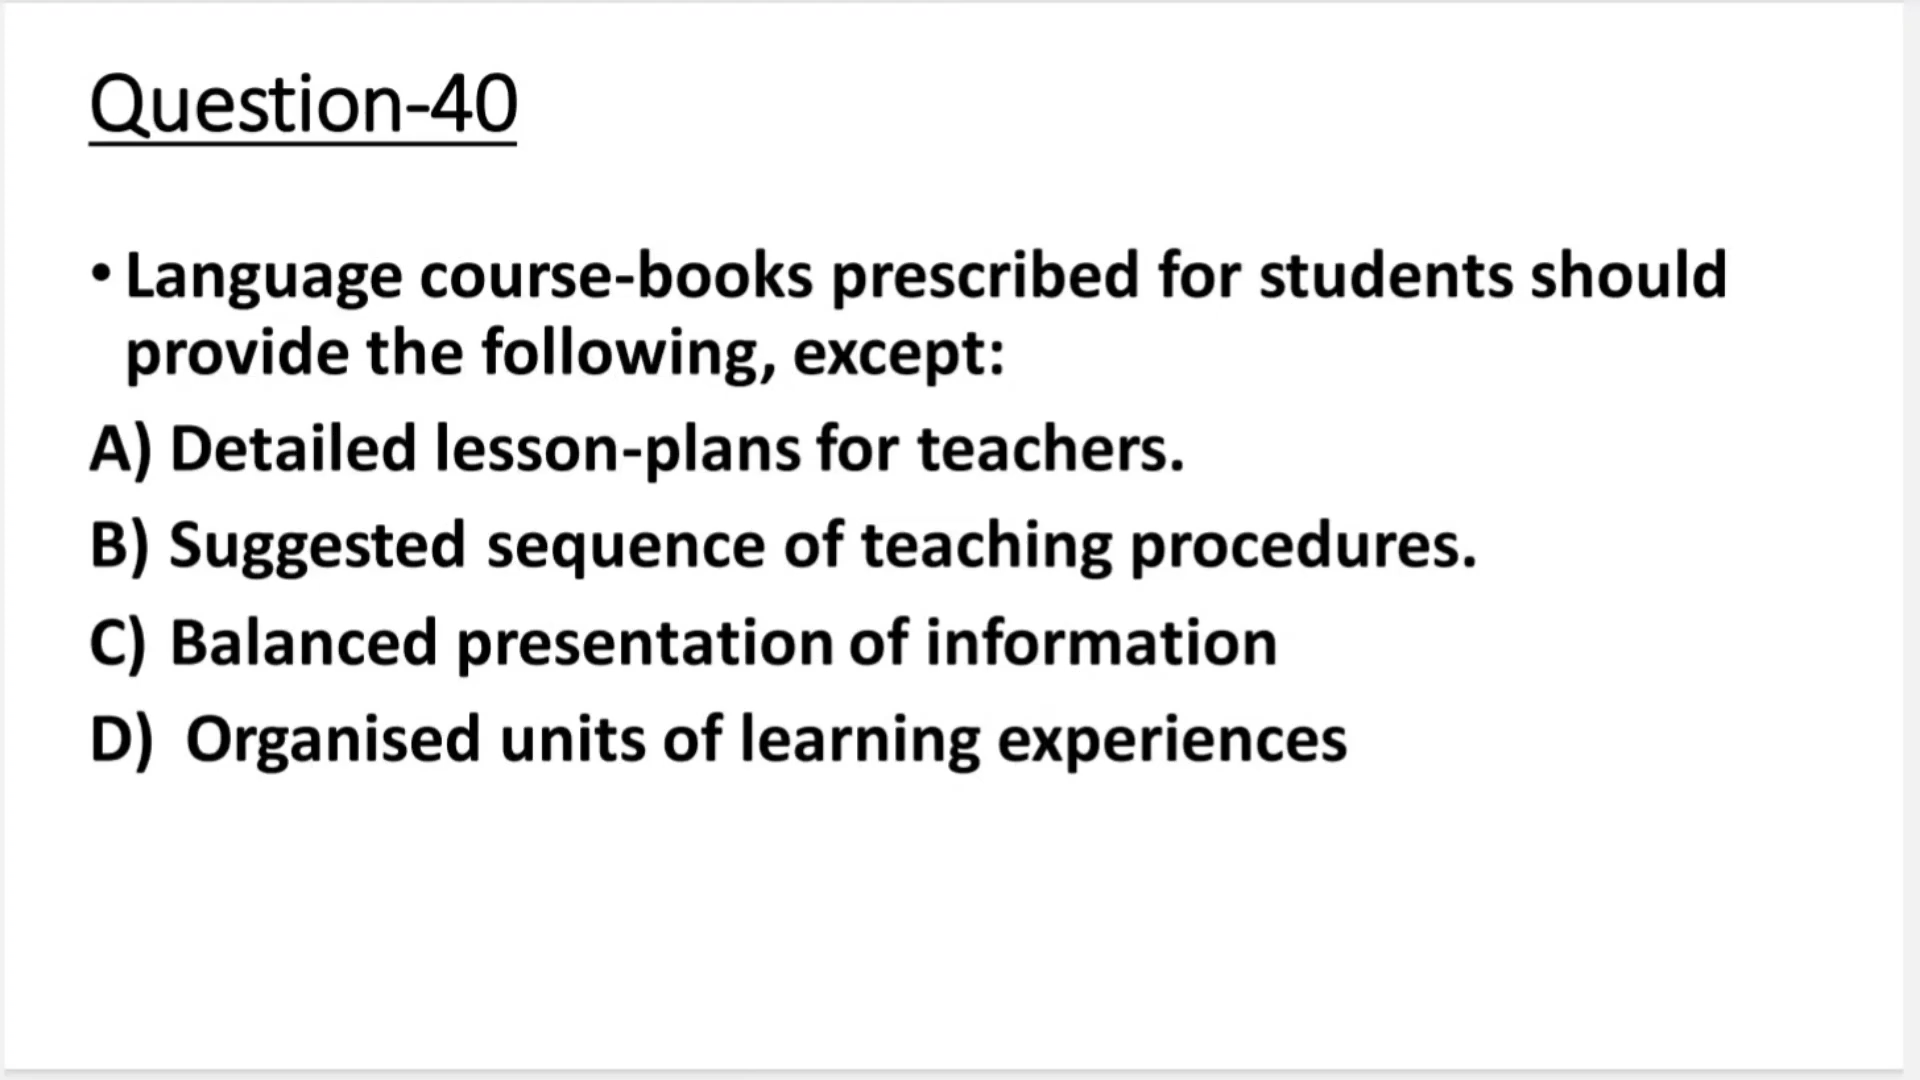 Question-40
• Language course-books prescribed for students should
provide the following, except:
A) Detailed lesson-plans for teachers.
B) Suggested sequence of teaching procedures.
C) Balanced presentation of information
D) Organised units of learning experiences